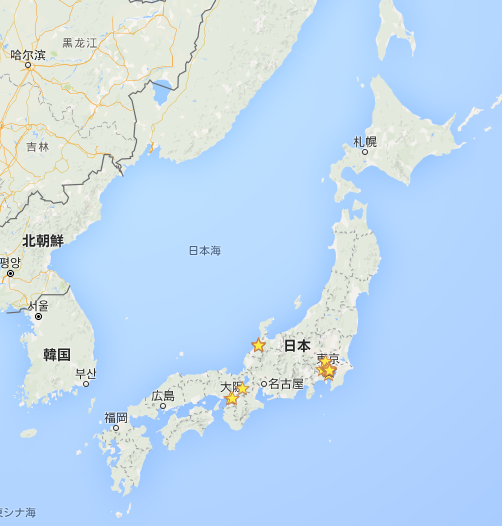 黑龙江
哈尔滨
札幌
吉林
北朝鮮
日本海
평양
서울
日本
韓国
東京
부산
大阪
名古屋
広島
福岡
シナ海